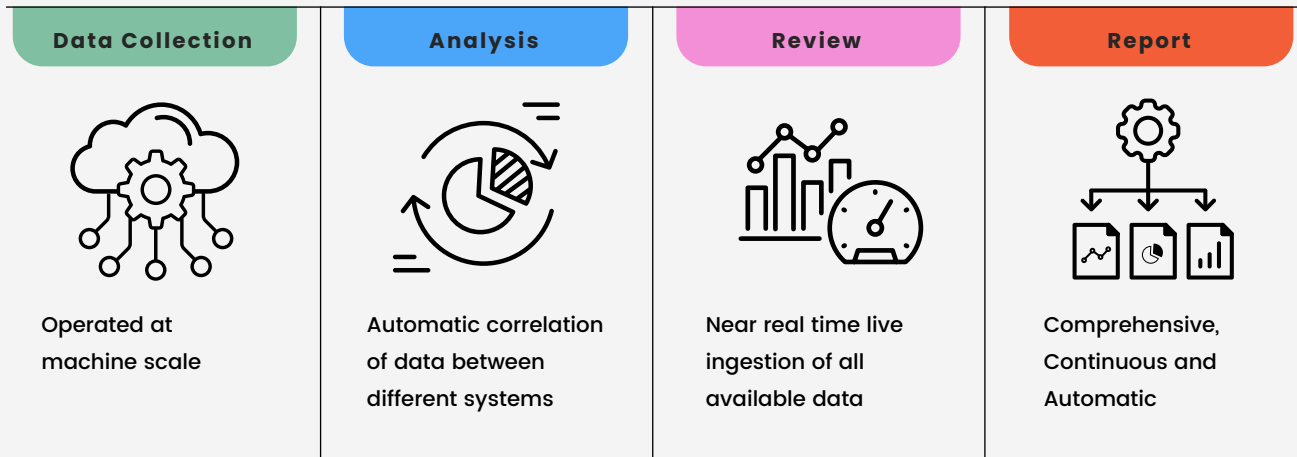 Data Collection
Analysis
Review
Report
Operated at
machine scale
Automatic correlation
of data between
different systems
Near real time live
ingestion of all
available data
Comprehensive,
Continuous and
Automatic